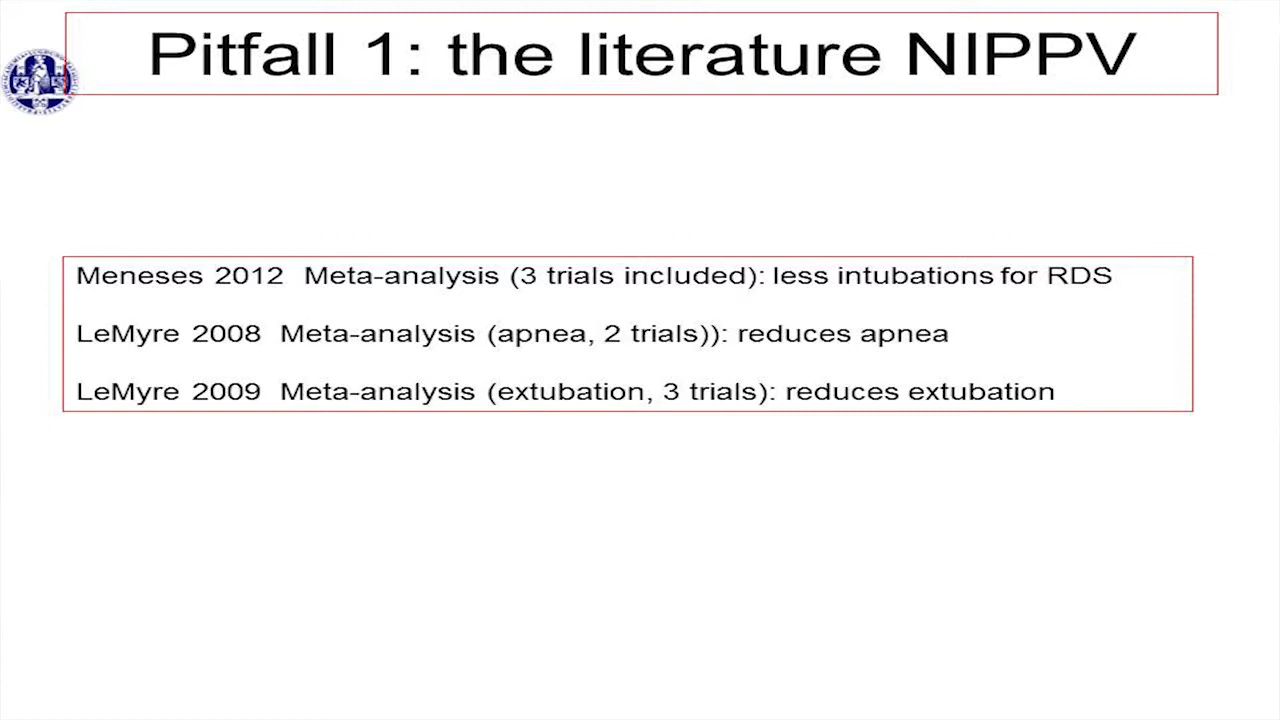 Pitfall 1: the literature NIPPV
Meneses 2012 Meta-analysis (3 trials included): less intubations for RDS
LeMyre 2008 Meta-analysis (apnea, 2 trials)): reduces apnea
LeMyre 2009 Meta-analysis (extubation, 3 trials): reduces extubation